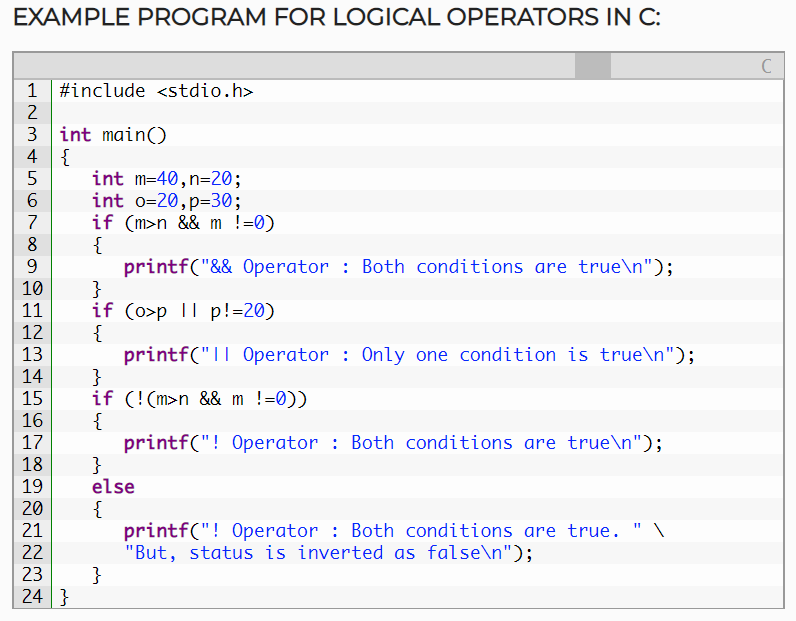 EXAMPLE PROGRAM FOR LOGICAL OPERATORS IN C:
C
1 #include <stdio.h>
2
3 int main()
4 {
5    int m=40,n=20;
6    int o=20,p=30;
7    if (m>n && m !=0)
8    {
9       printf("&& Operator : Both conditions are true\n");
10    }
11    if (o>p || p!=20)
12    {
13       printf("|| Operator : Only one condition is true\n");
14    }
15    if (!(m>n && m !=0))
16    {
17       printf("! Operator : Both conditions are true\n");
18    }
19    else
20    {
21       printf("! Operator : Both conditions are true. " \
22       "But, status is inverted as false\n");
23    }
24 }